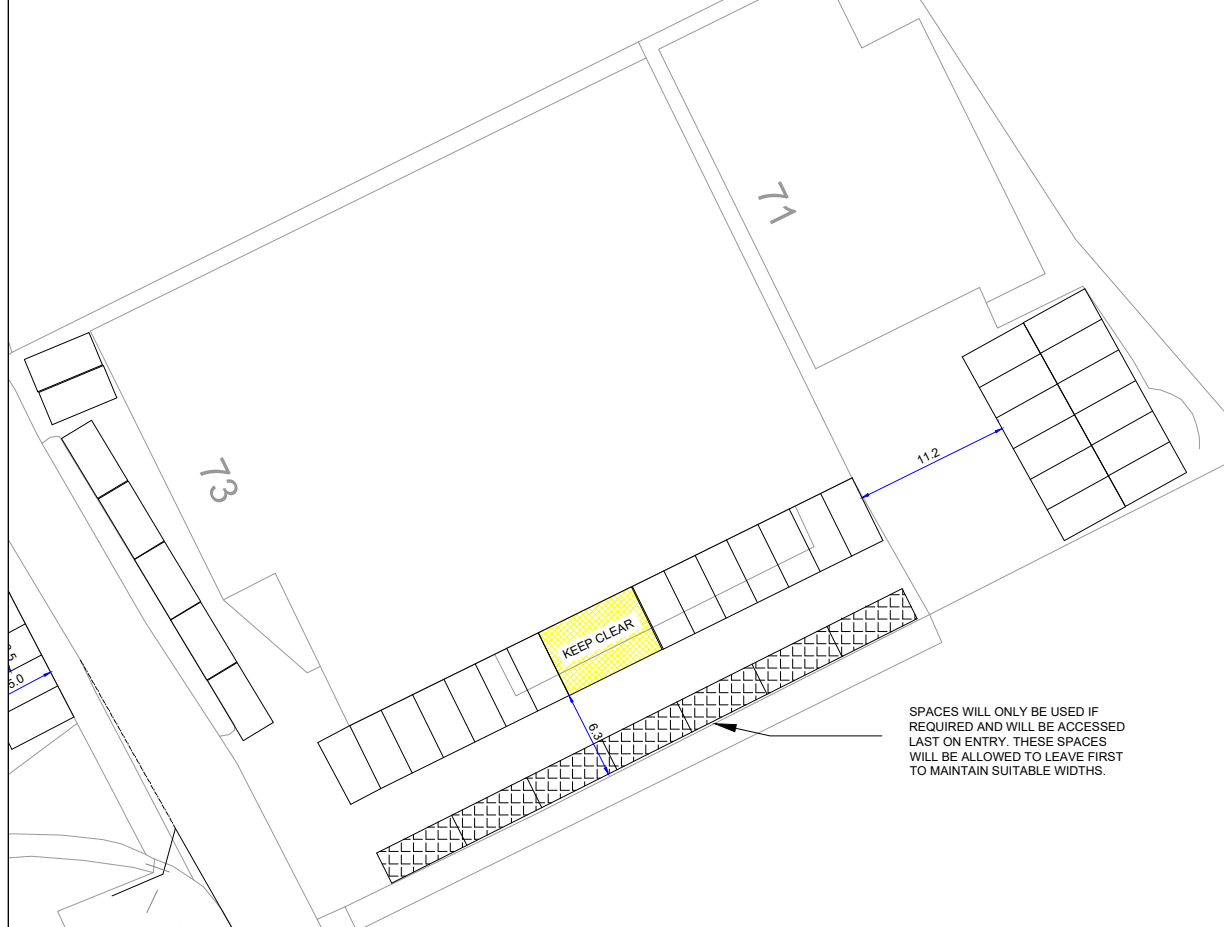 71
73
11.2
KEEP CLEAR
6.3
6.0
SPACES WILL ONLY BE USED IF
REQUIRED AND WILL BE ACCESSED
LAST ON ENTRY. THESE SPACES
WILL BE ALLOWED TO LEAVE FIRST
TO MAINTAIN SUITABLE WIDTHS.